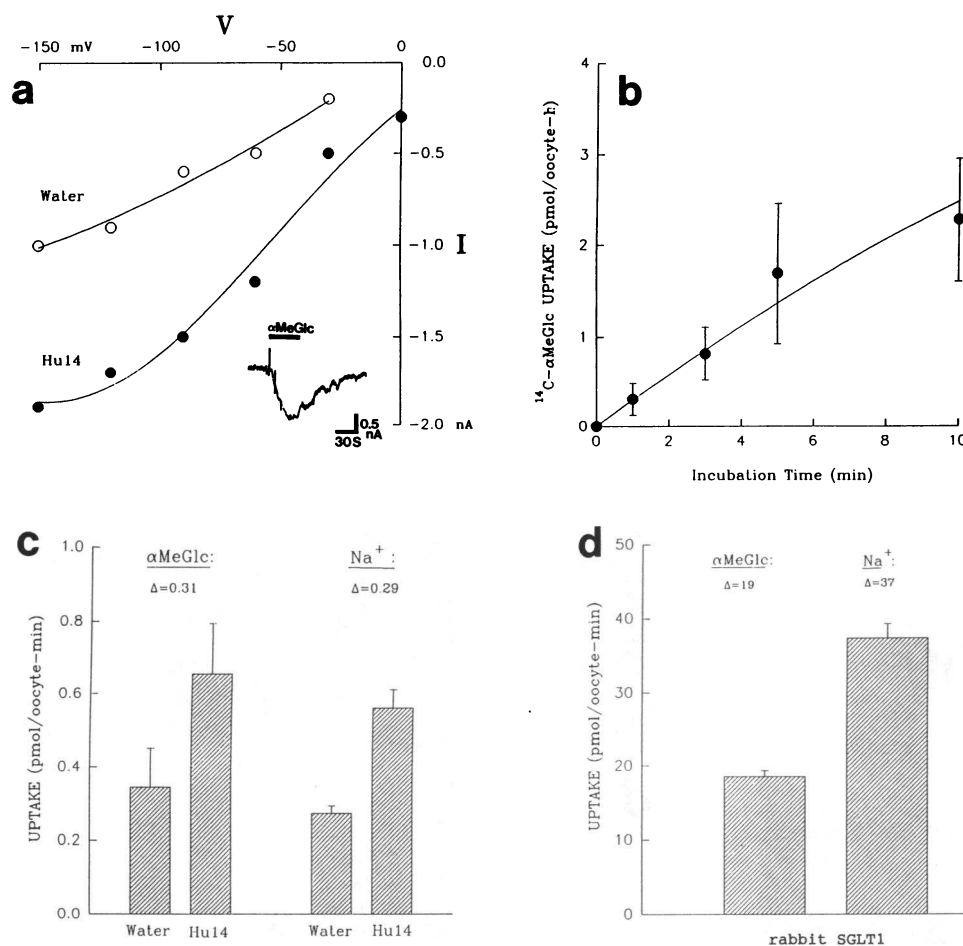 V
-150 mV -100 -50 0
a
0.0
-0.5
-1.0
-1.5
-2.0 nA
I
Water
Hu14
αMeGlc
0.5
nA
30S
b
¹⁴C-αMeGlc UPTAKE (pmol/oocyte-h)
4
3
2
1
0
0 2 4 6 8 10
Incubation Time (min)
c
UPTAKE (pmol/oocyte-min)
1.0
0.8
0.6
0.4
0.2
0.0
αMeGlc: Na⁺:
Δ=0.31 Δ=0.29
Water Hu14 Water Hu14
d
UPTAKE (pmol/oocyte-min)
50
40
30
20
10
0
αMeGlc: Na⁺:
Δ=19 Δ=37
rabbit SGLT1